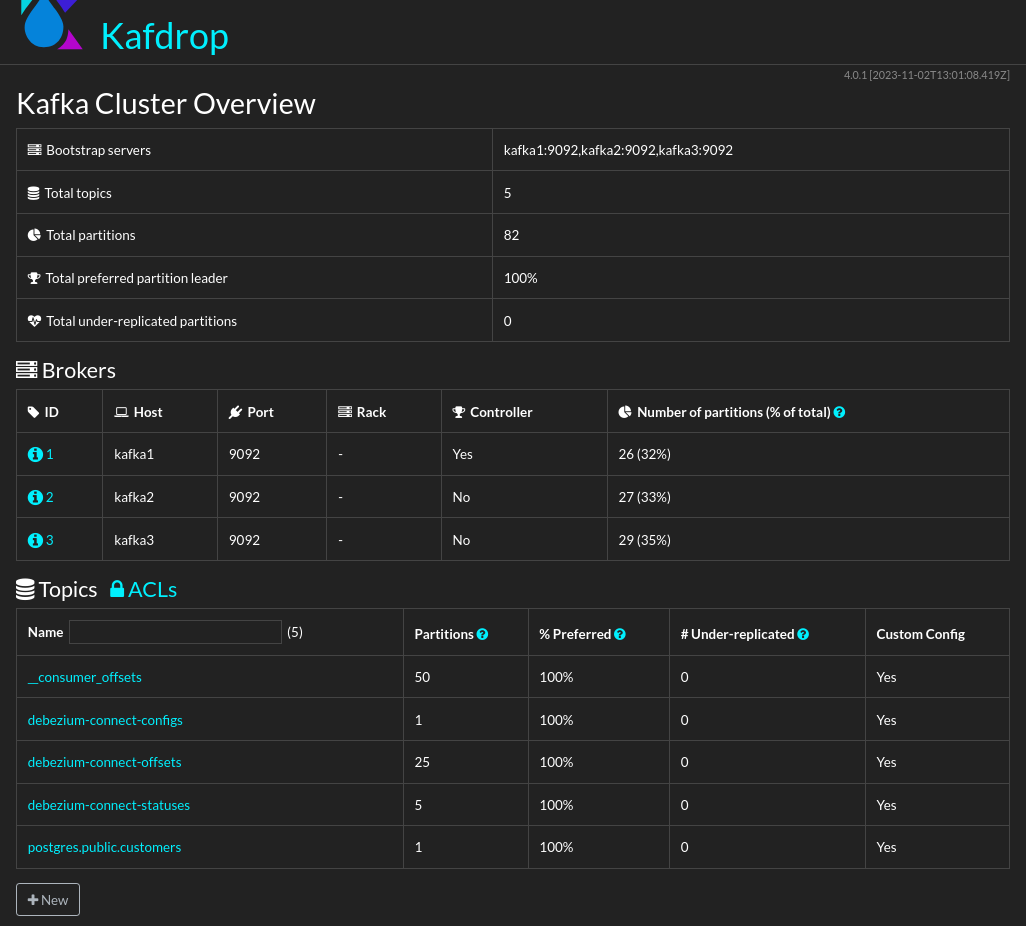 Kafdrop
4.0.1 [2023-11-02T13:01:08.419Z]
Kafka Cluster Overview
Bootstrap servers kafka1:9092,kafka2:9092,kafka3:9092
Total topics 5
Total partitions 82
Total preferred partition leader 100%
Total under-replicated partitions 0
Brokers
ID Host Port Rack Controller Number of partitions (% of total)
1 kafka1 9092 - Yes 26 (32%)
2 kafka2 9092 - No 27 (33%)
3 kafka3 9092 - No 29 (35%)
Topics ACLs
Name (5) Partitions % Preferred # Under-replicated Custom Config
__consumer_offsets 50 100% 0 Yes
debezium-connect-configs 1 100% 0 Yes
debezium-connect-offsets 25 100% 0 Yes
debezium-connect-statuses 5 100% 0 Yes
postgres.public.customers 1 100% 0 Yes
New